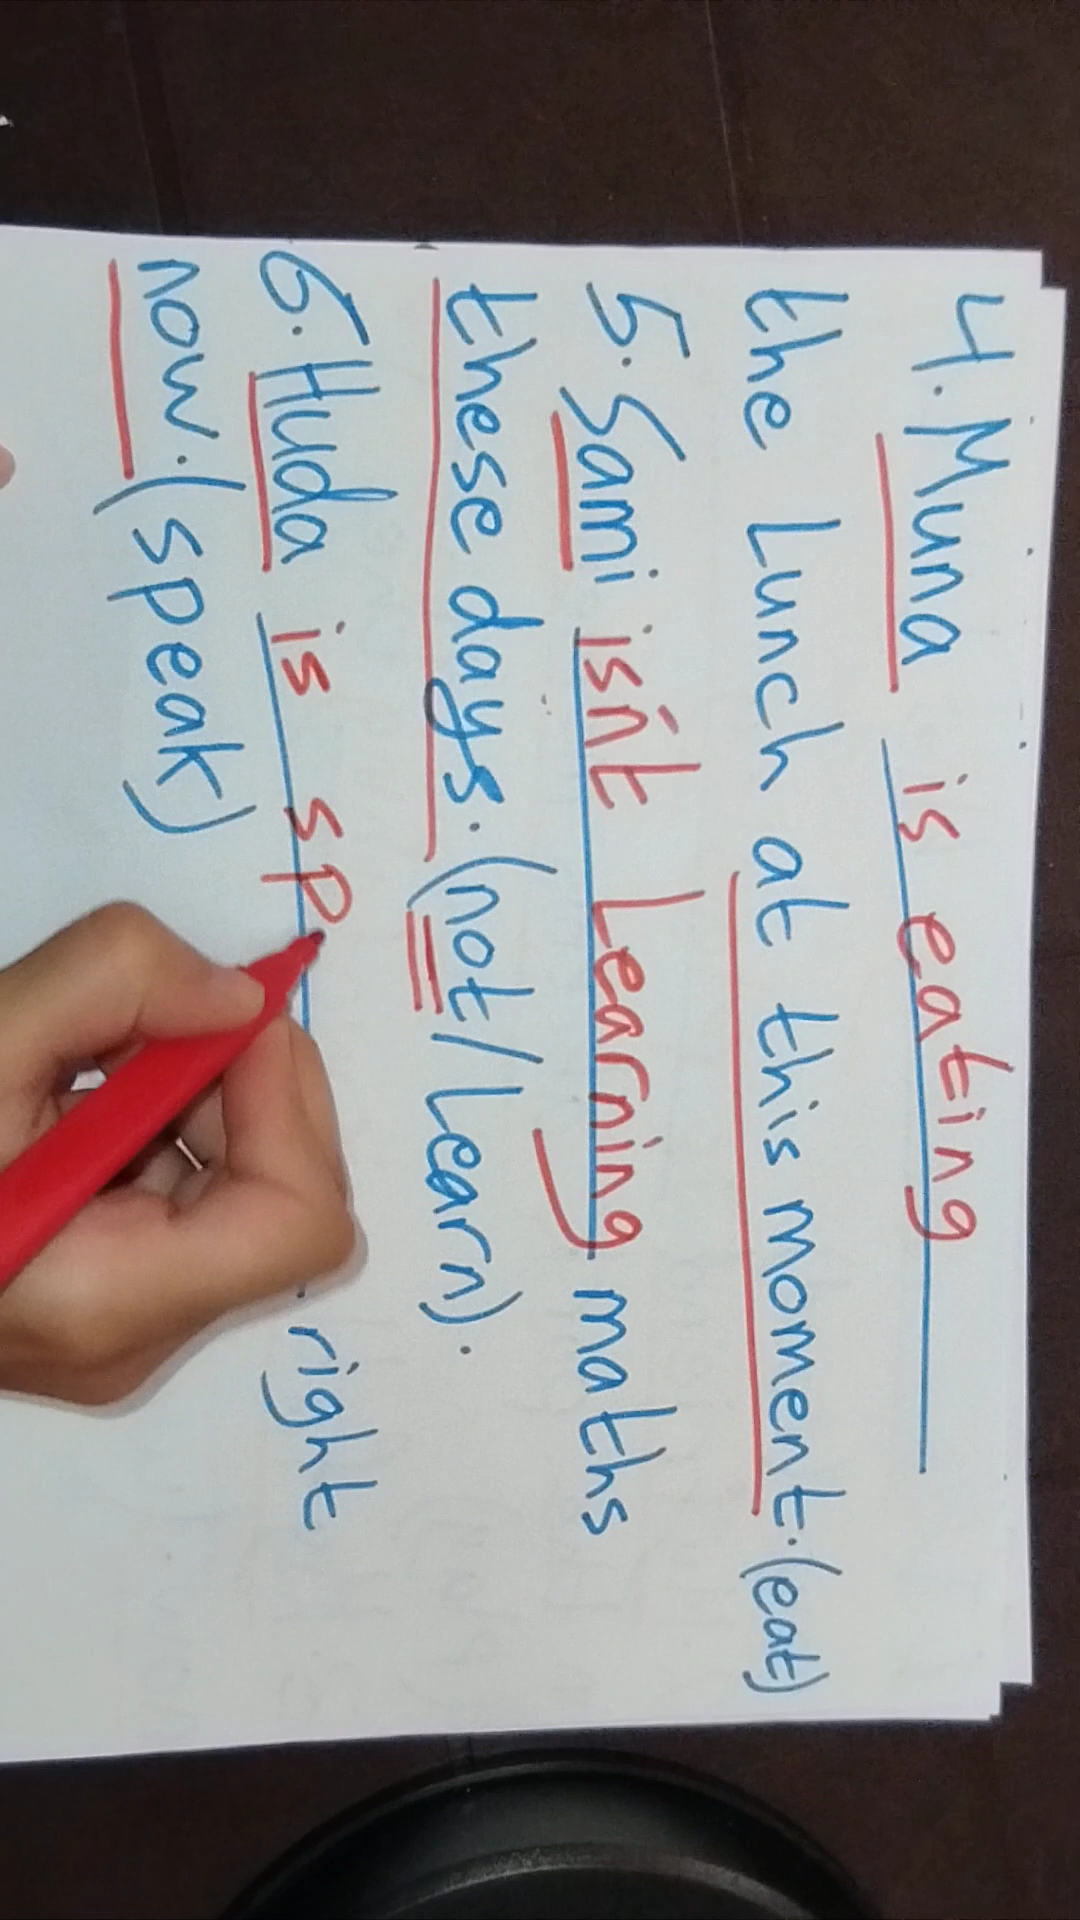 4. Muna is eating
the Lunch at this moment. (eat)
5. Sami isn't Learning maths
these days. (not / Learn).
6. Huda is sp right
now. (speak)